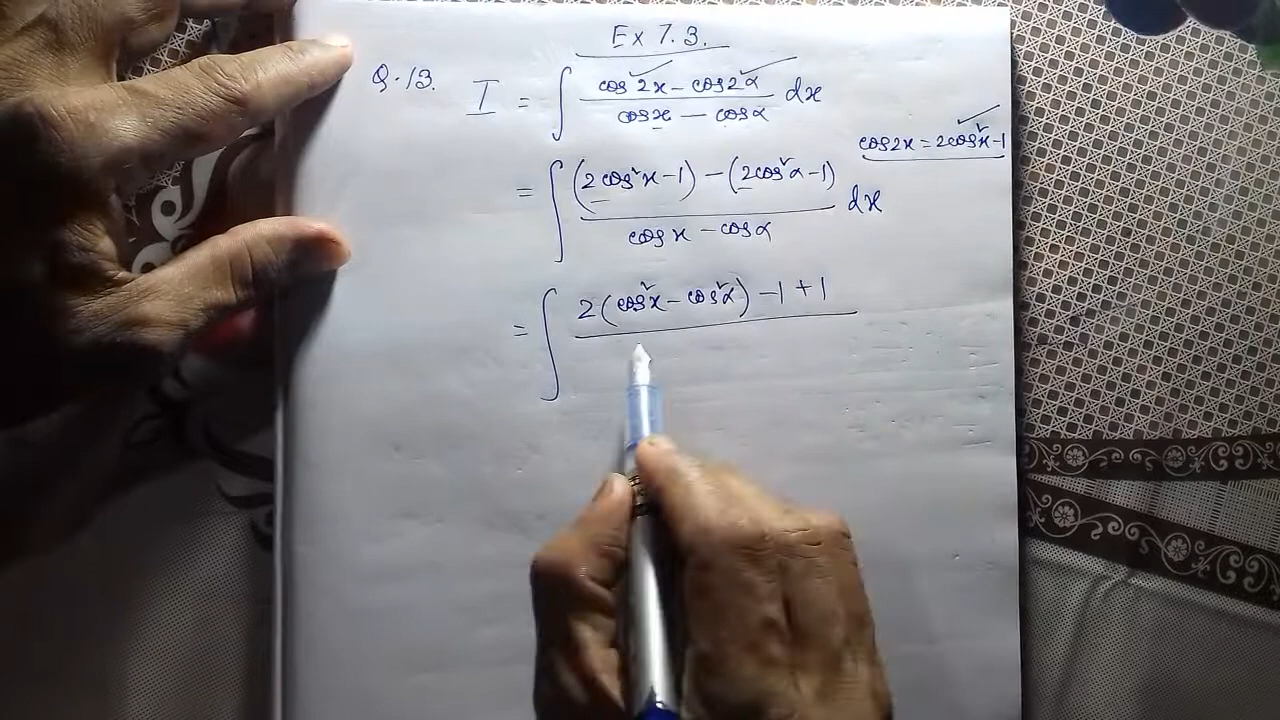 Ex 7.3.
Q.13. I = ∫ (cos 2x - cos 2α) / (cos x - cos α) dx
cos2x = 2cos²x-1
= ∫ ((2cos²x-1) - (2cos²α-1)) / (cos x - cos α) dx
= ∫ 2(cos²x - cos²α) -1 +1